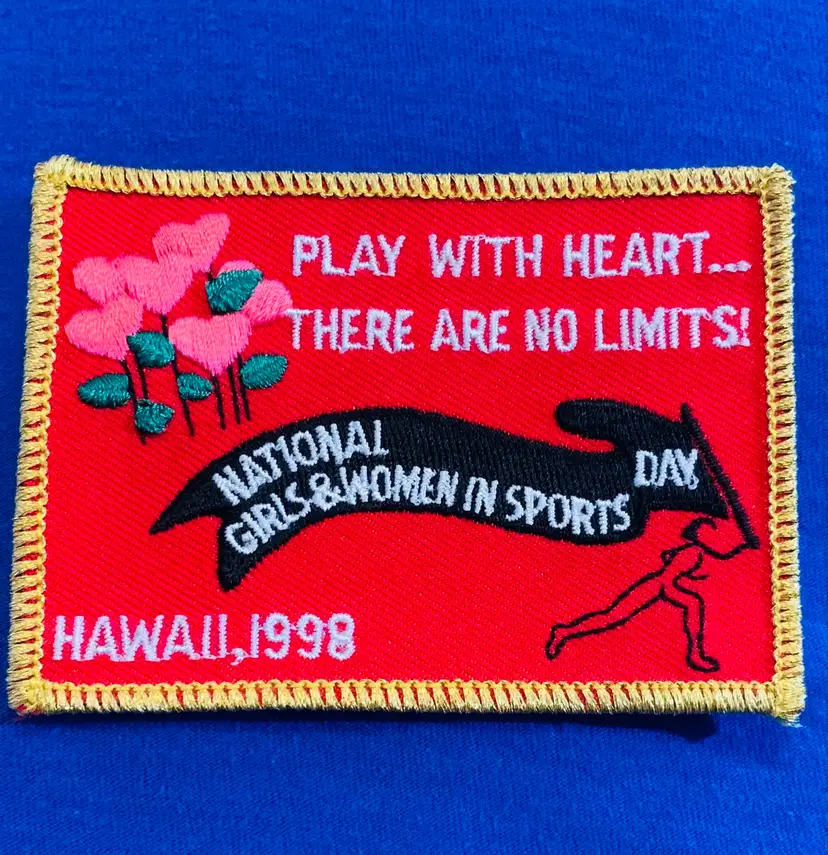 PLAY WITH HEART...
THERE ARE NO LIMITS!
NATIONAL
GIRLS & WOMEN IN SPORTS DAY
HAWAII, 1998